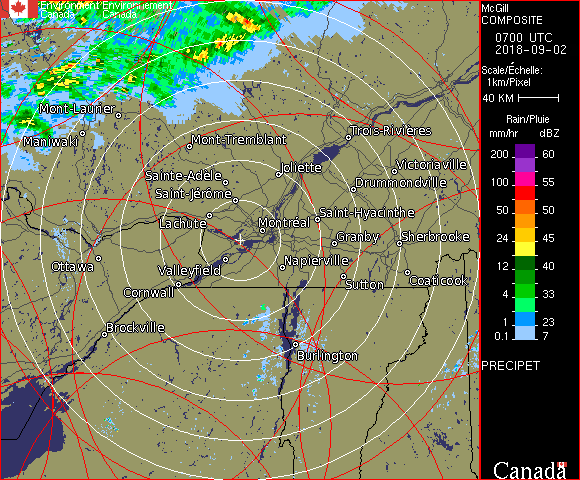 Environment Environnement
Canada Canada
McGill
COMPOSITE
0700 UTC
2018-09-02
Scale/Échelle:
1km/Pixel
40 KM
Rain/Pluie
mm/hr dBZ
200 60
150 57
100 55
50 50
24 45
12 40
4 33
1 23
0.1 7
PRECIPET
Canada
Mont-Laurier
Maniwaki
Mont-Tremblant
Trois-Rivières
Joliette
Victoriaville
Sainte-Adèle
Drummondville
Saint-Jérôme
Saint-Hyacinthe
Lachute
Montréal
Granby
Sherbrooke
Ottawa
Valleyfield
Napierville
Sutton
Coaticook
Cornwall
Brockville
Burlington